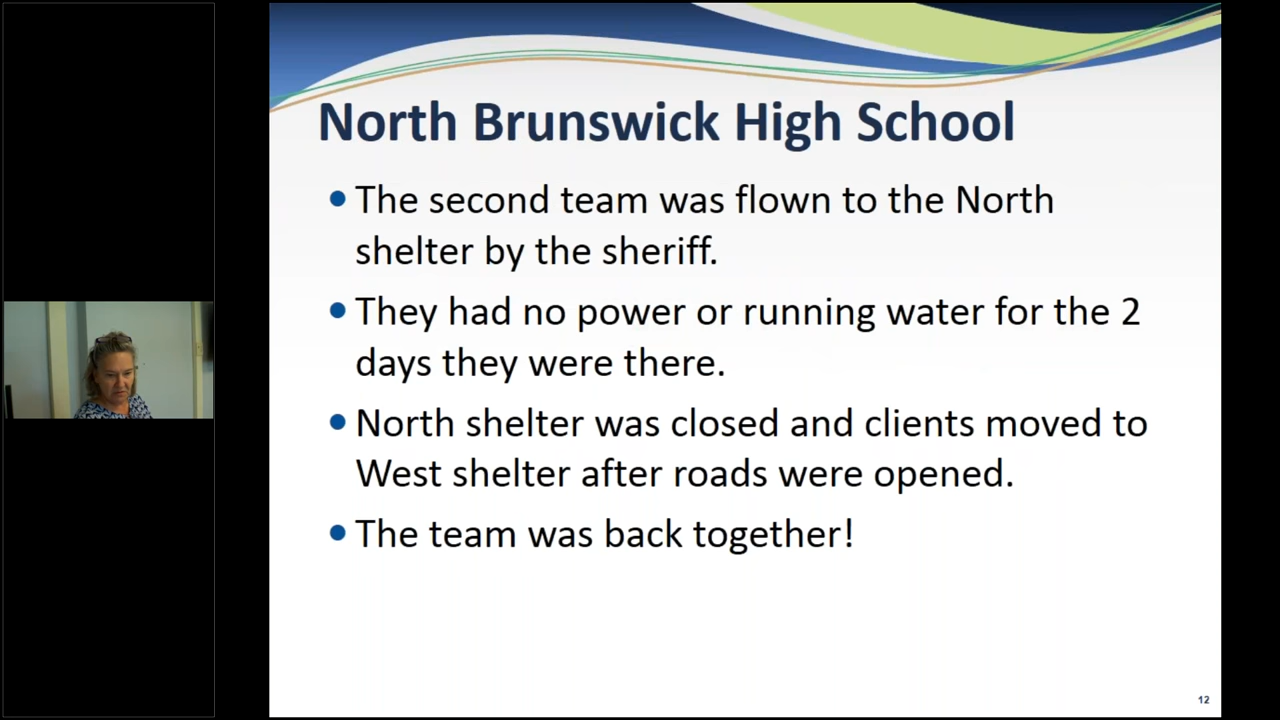 North Brunswick High School
• The second team was flown to the North
shelter by the sheriff.
• They had no power or running water for the 2
days they were there.
• North shelter was closed and clients moved to
West shelter after roads were opened.
• The team was back together!
12